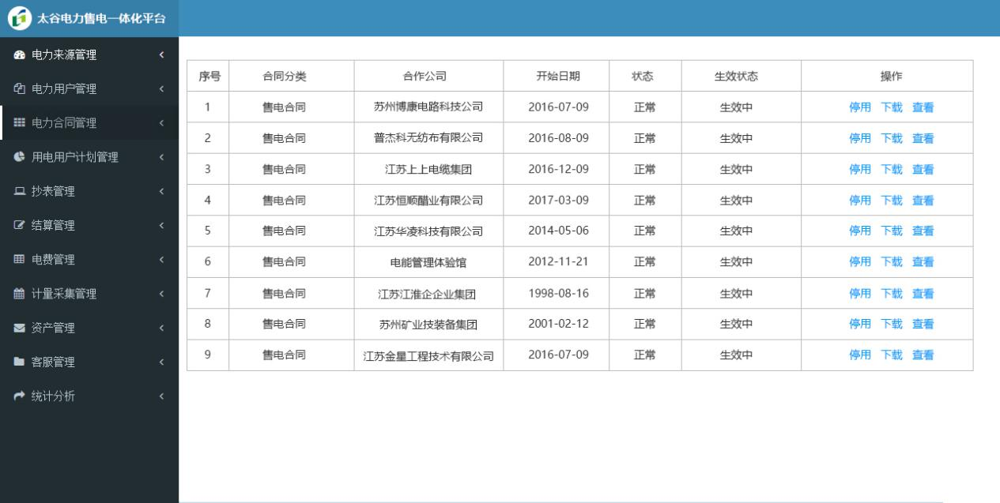 太谷电力售电一体化平台
电力来源管理
电力用户管理
电力合同管理
用电用户计划管理
抄表管理
结算管理
电费管理
计量采集管理
资产管理
客服管理
统计分析
序号 合同分类 合作公司 开始日期 状态 生效状态 操作
1 售电合同 苏州博康电路科技公司 2016-07-09 正常 生效中 停用 下载 查看
2 售电合同 普杰科无纺布有限公司 2016-08-09 正常 生效中 停用 下载 查看
3 售电合同 江苏上上电缆集团 2016-12-09 正常 生效中 停用 下载 查看
4 售电合同 江苏恒顺醋业有限公司 2017-03-09 正常 生效中 停用 下载 查看
5 售电合同 江苏华凌科技有限公司 2014-05-06 正常 生效中 停用 下载 查看
6 售电合同 电能管理体验馆 2012-11-21 正常 生效中 停用 下载 查看
7 售电合同 江苏江淮企企业集团 1998-08-16 正常 生效中 停用 下载 查看
8 售电合同 苏州矿业技装备集团 2001-02-12 正常 生效中 停用 下载 查看
9 售电合同 江苏金星工程技术有限公司 2016-07-09 正常 生效中 停用 下载 查看